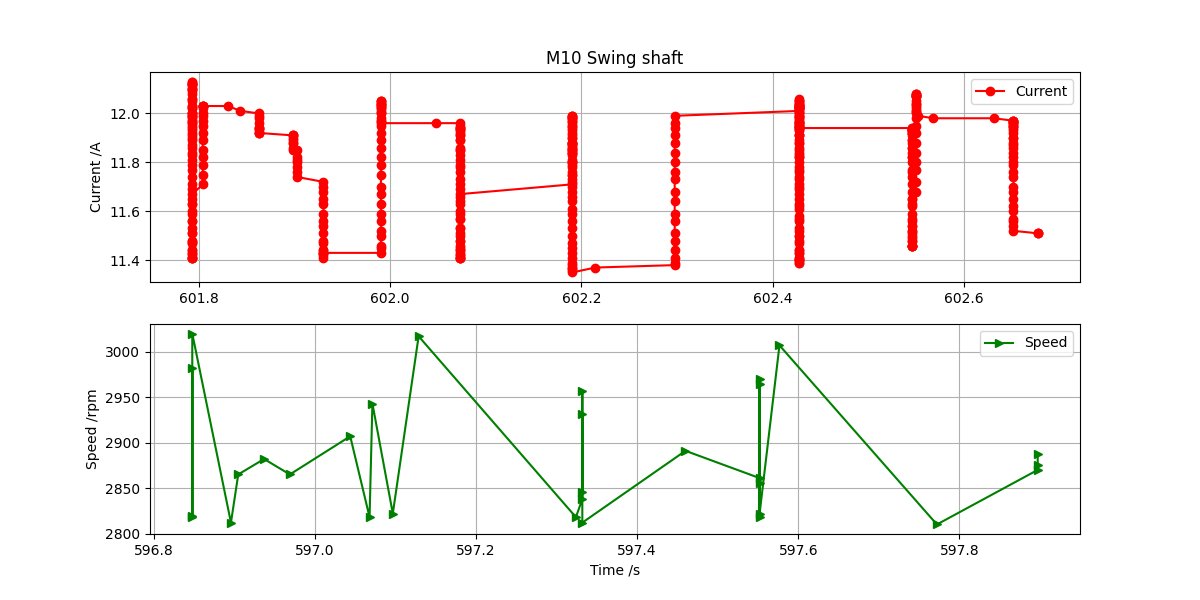 M10 Swing shaft
Current /A
12.0
11.8
11.6
11.4
Current
601.8 602.0 602.2 602.4 602.6
Speed /rpm
3000
2950
2900
2850
2800
Speed
596.8 597.0 597.2 597.4 597.6 597.8
Time /s